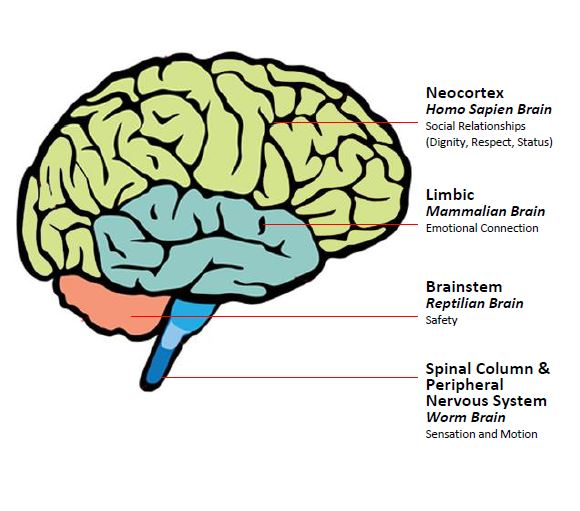 Neocortex
Homo Sapien Brain
Social Relationships
(Dignity, Respect, Status)
Limbic
Mammalian Brain
Emotional Connection
Brainstem
Reptilian Brain
Safety
Spinal Column &
Peripheral
Nervous System
Worm Brain
Sensation and Motion